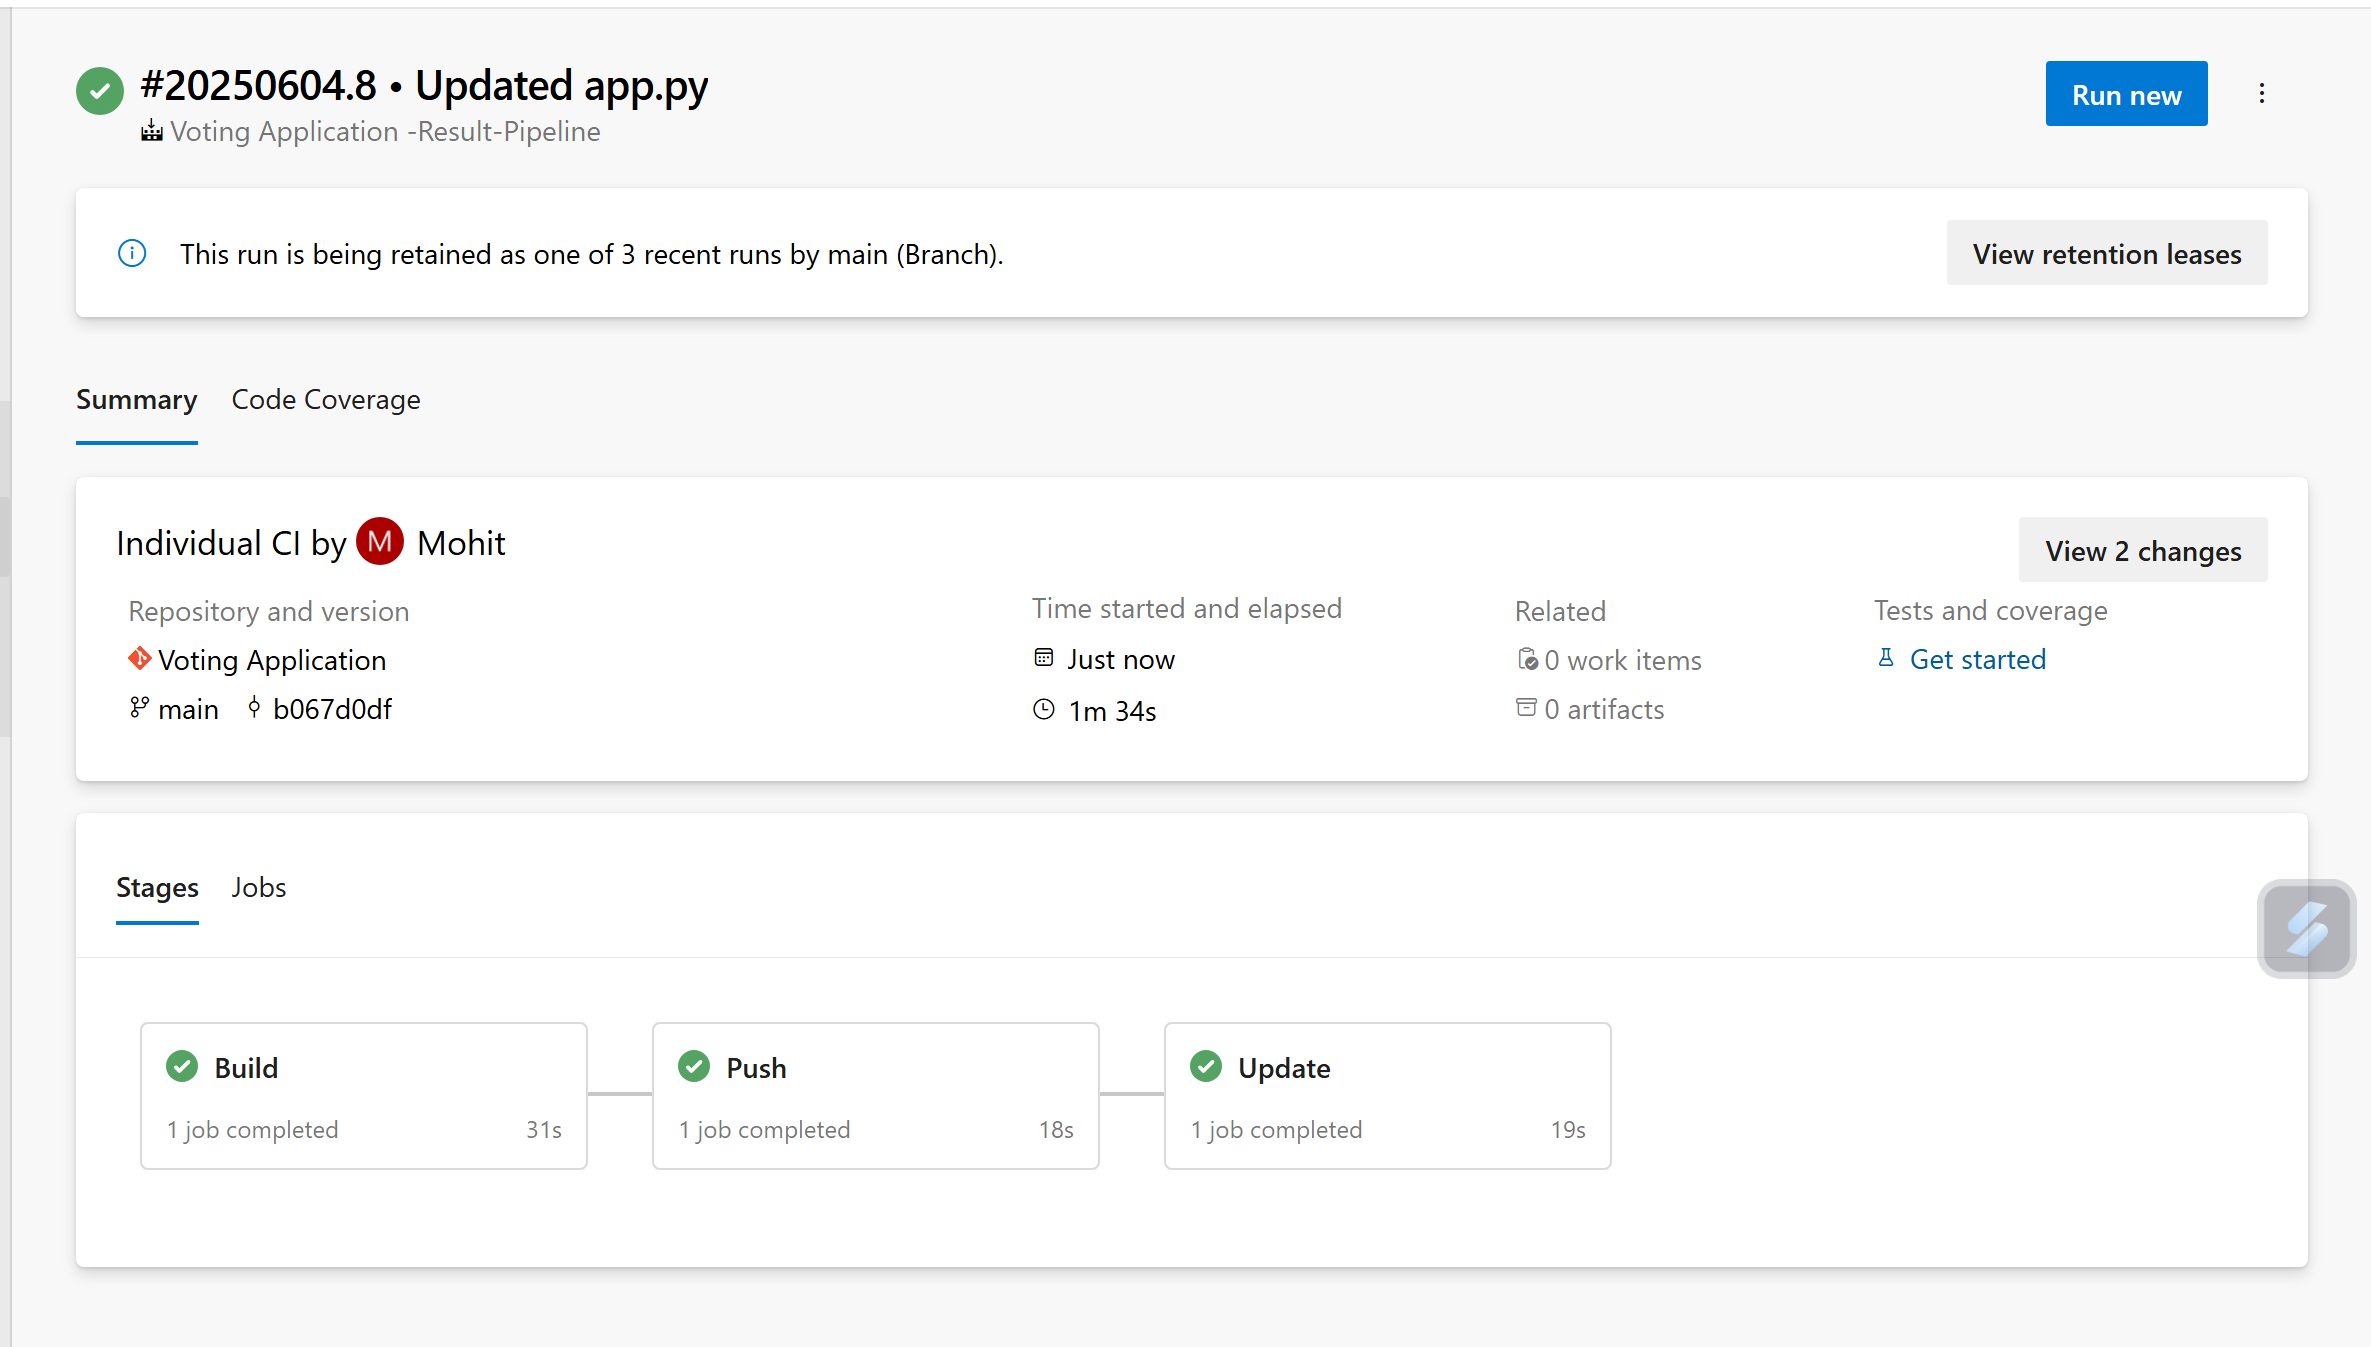 #20250604.8 • Updated app.py
Voting Application -Result-Pipeline
Run new
This run is being retained as one of 3 recent runs by main (Branch).
View retention leases
Summary
Code Coverage
Individual CI by M Mohit
View 2 changes
Repository and version
Voting Application
main b067d0df
Time started and elapsed
Just now
1m 34s
Related
0 work items
0 artifacts
Tests and coverage
Get started
Stages
Jobs
Build
1 job completed 31s
Push
1 job completed 18s
Update
1 job completed 19s